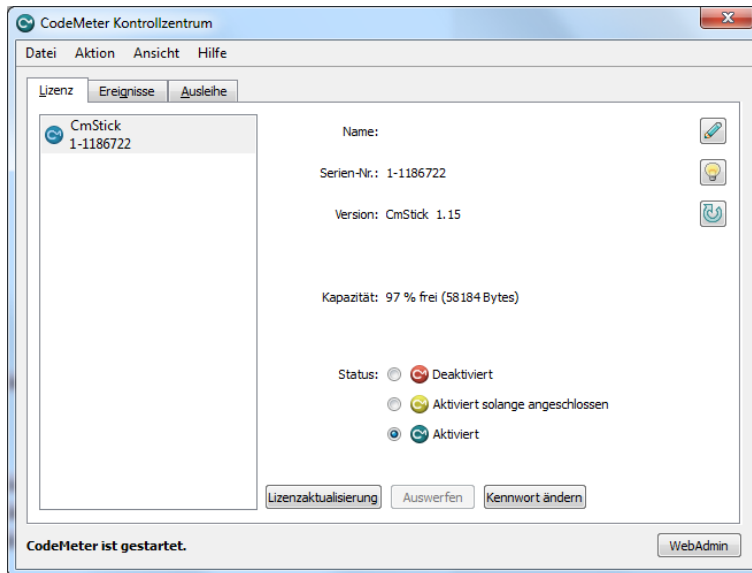 CodeMeter Kontrollzentrum
Datei Aktion Ansicht Hilfe
Lizenz Ereignisse Ausleihe
CmStick
1-1186722
Name:
Serien-Nr.: 1-1186722
Version: CmStick 1.15
Kapazität: 97 % frei (58184 Bytes)
Status: Deaktiviert
Aktiviert solange angeschlossen
Aktiviert
Lizenzaktualisierung Auswerfen Kennwort ändern
CodeMeter ist gestartet. WebAdmin